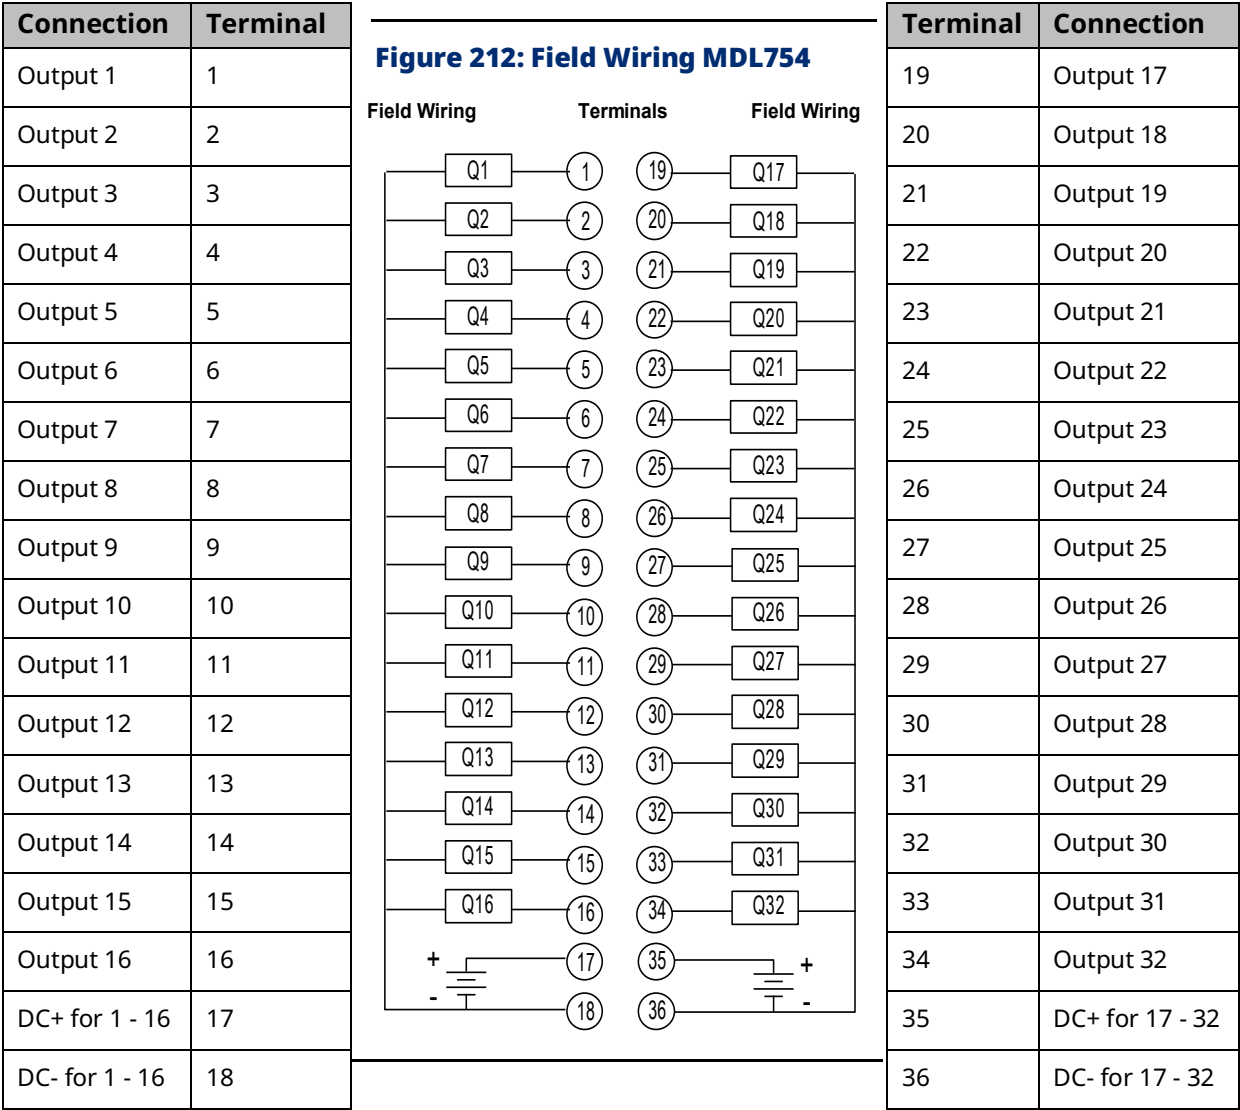 Connection Terminal
Output 1 1
Output 2 2
Output 3 3
Output 4 4
Output 5 5
Output 6 6
Output 7 7
Output 8 8
Output 9 9
Output 10 10
Output 11 11
Output 12 12
Output 13 13
Output 14 14
Output 15 15
Output 16 16
DC+ for 1 - 16 17
DC- for 1 - 16 18
Figure 212: Field Wiring MDL754
Field Wiring Terminals Field Wiring
Q1 1 19 Q17
Q2 2 20 Q18
Q3 3 21 Q19
Q4 4 22 Q20
Q5 5 23 Q21
Q6 6 24 Q22
Q7 7 25 Q23
Q8 8 26 Q24
Q9 9 27 Q25
Q10 10 28 Q26
Q11 11 29 Q27
Q12 12 30 Q28
Q13 13 31 Q29
Q14 14 32 Q30
Q15 15 33 Q31
Q16 16 34 Q32
+ 17 35 +
- 18 36 -
Terminal Connection
19 Output 17
20 Output 18
21 Output 19
22 Output 20
23 Output 21
24 Output 22
25 Output 23
26 Output 24
27 Output 25
28 Output 26
29 Output 27
30 Output 28
31 Output 29
32 Output 30
33 Output 31
34 Output 32
35 DC+ for 17 - 32
36 DC- for 17 - 32